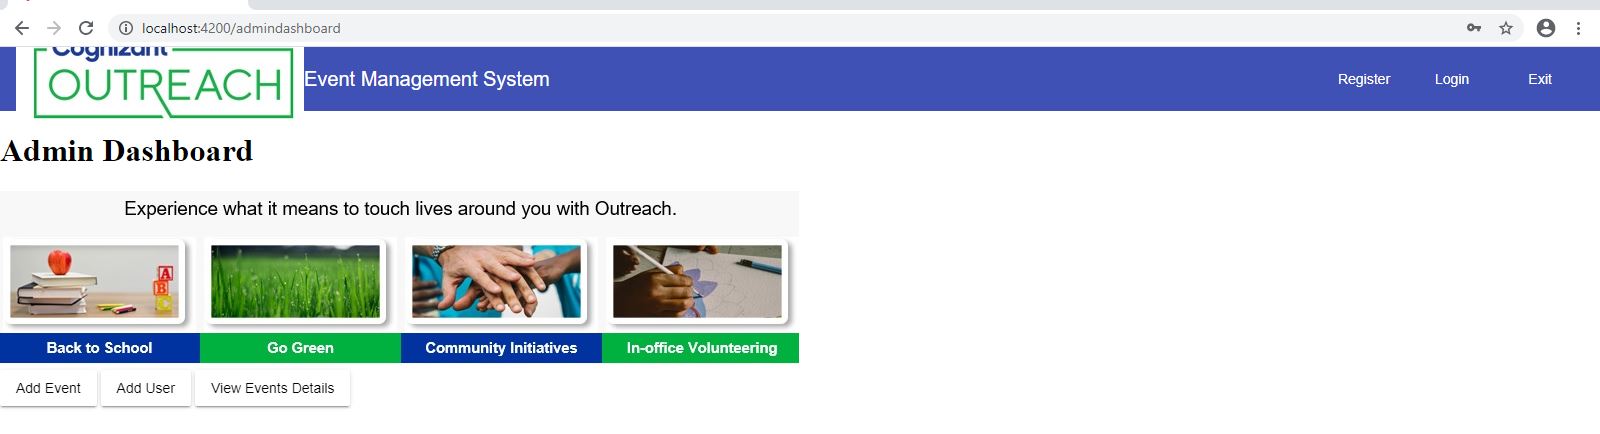 localhost:4200/admindashboard
Cognizant
OUTREACH
Event Management System
Register
Login
Exit
Admin Dashboard
Experience what it means to touch lives around you with Outreach.
A
B
C
Back to School
Go Green
Community Initiatives
In-office Volunteering
Add Event
Add User
View Events Details